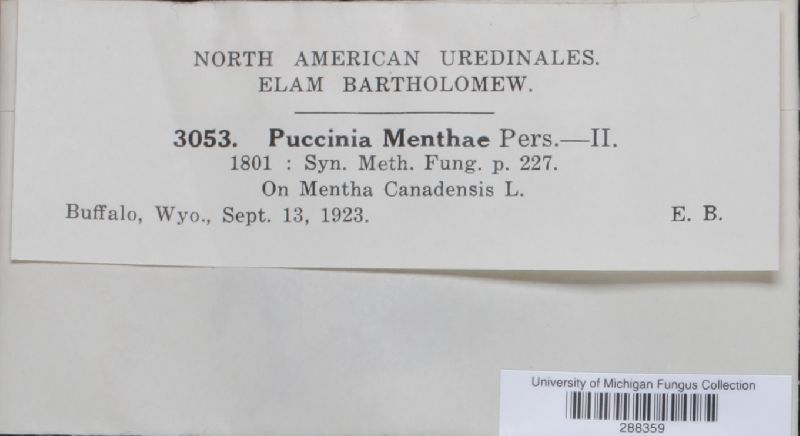 NORTH AMERICAN UREDINALES.
ELAM BARTHOLOMEW.
3053. Puccinia Menthae Pers.—II.
1801 : Syn. Meth. Fung. p. 227.
On Mentha Canadensis L.
Buffalo, Wyo., Sept. 13, 1923. E. B.
University of Michigan Fungus Collection
288359